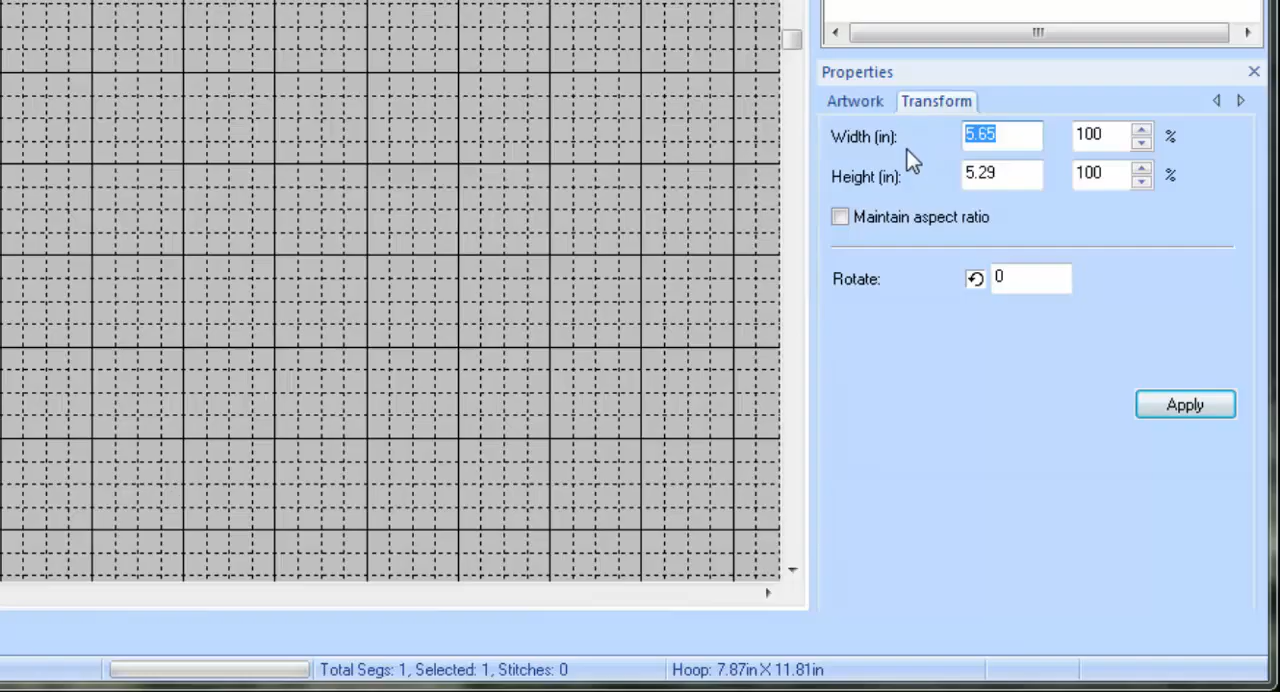 Properties
Artwork Transform
Width (in): 5.65 100 %
Height (in): 5.29 100 %
Maintain aspect ratio
Rotate: 0
Apply
Total Segs: 1, Selected: 1, Stitches: 0 Hoop: 7.87in X 11.81in